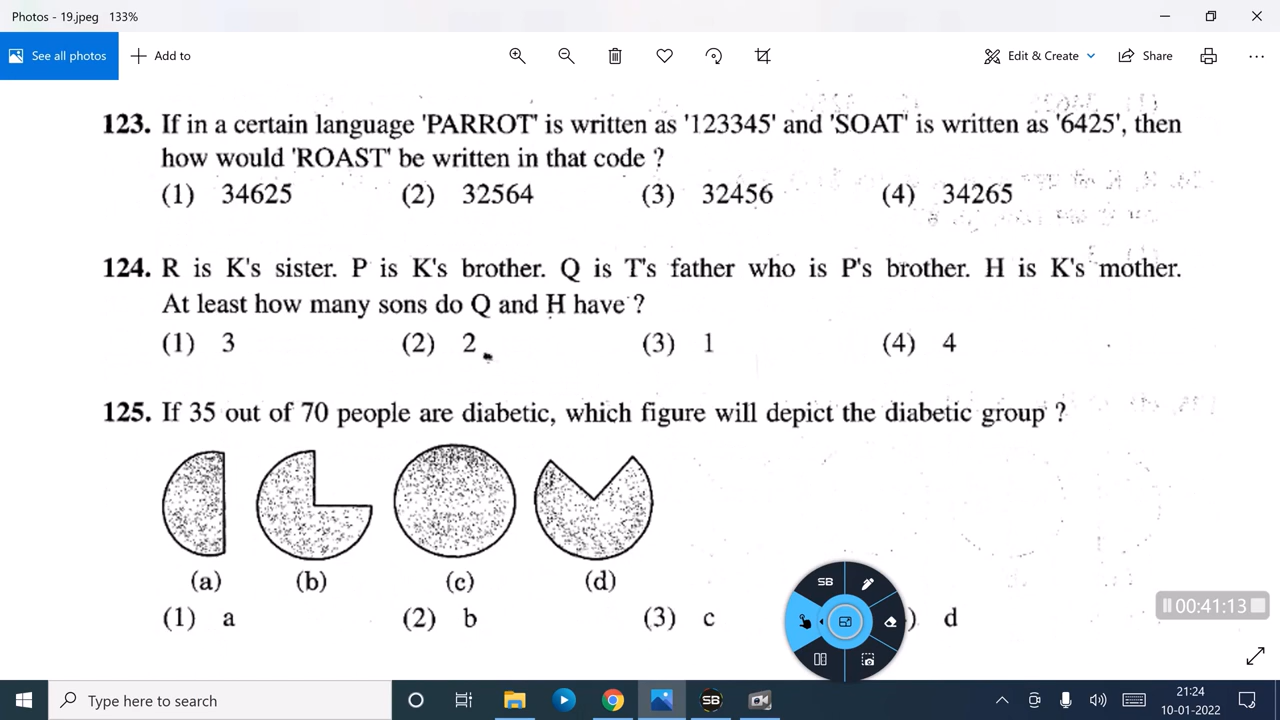 Photos - 19.jpeg 133%
See all photos Add to Edit & Create Share
123. If in a certain language 'PARROT' is written as '123345' and 'SOAT' is written as '6425', then
how would 'ROAST' be written in that code ?
(1) 34625 (2) 32564 (3) 32456 (4) 34265
124. R is K's sister. P is K's brother. Q is T's father who is P's brother. H is K's mother.
At least how many sons do Q and H have ?
(1) 3 (2) 2 (3) 1 (4) 4
125. If 35 out of 70 people are diabetic, which figure will depict the diabetic group ?
(a) (b) (c) (d)
SB
00:41:13
(1) a (2) b (3) c ) d
Type here to search
SB
21:24
10-01-2022